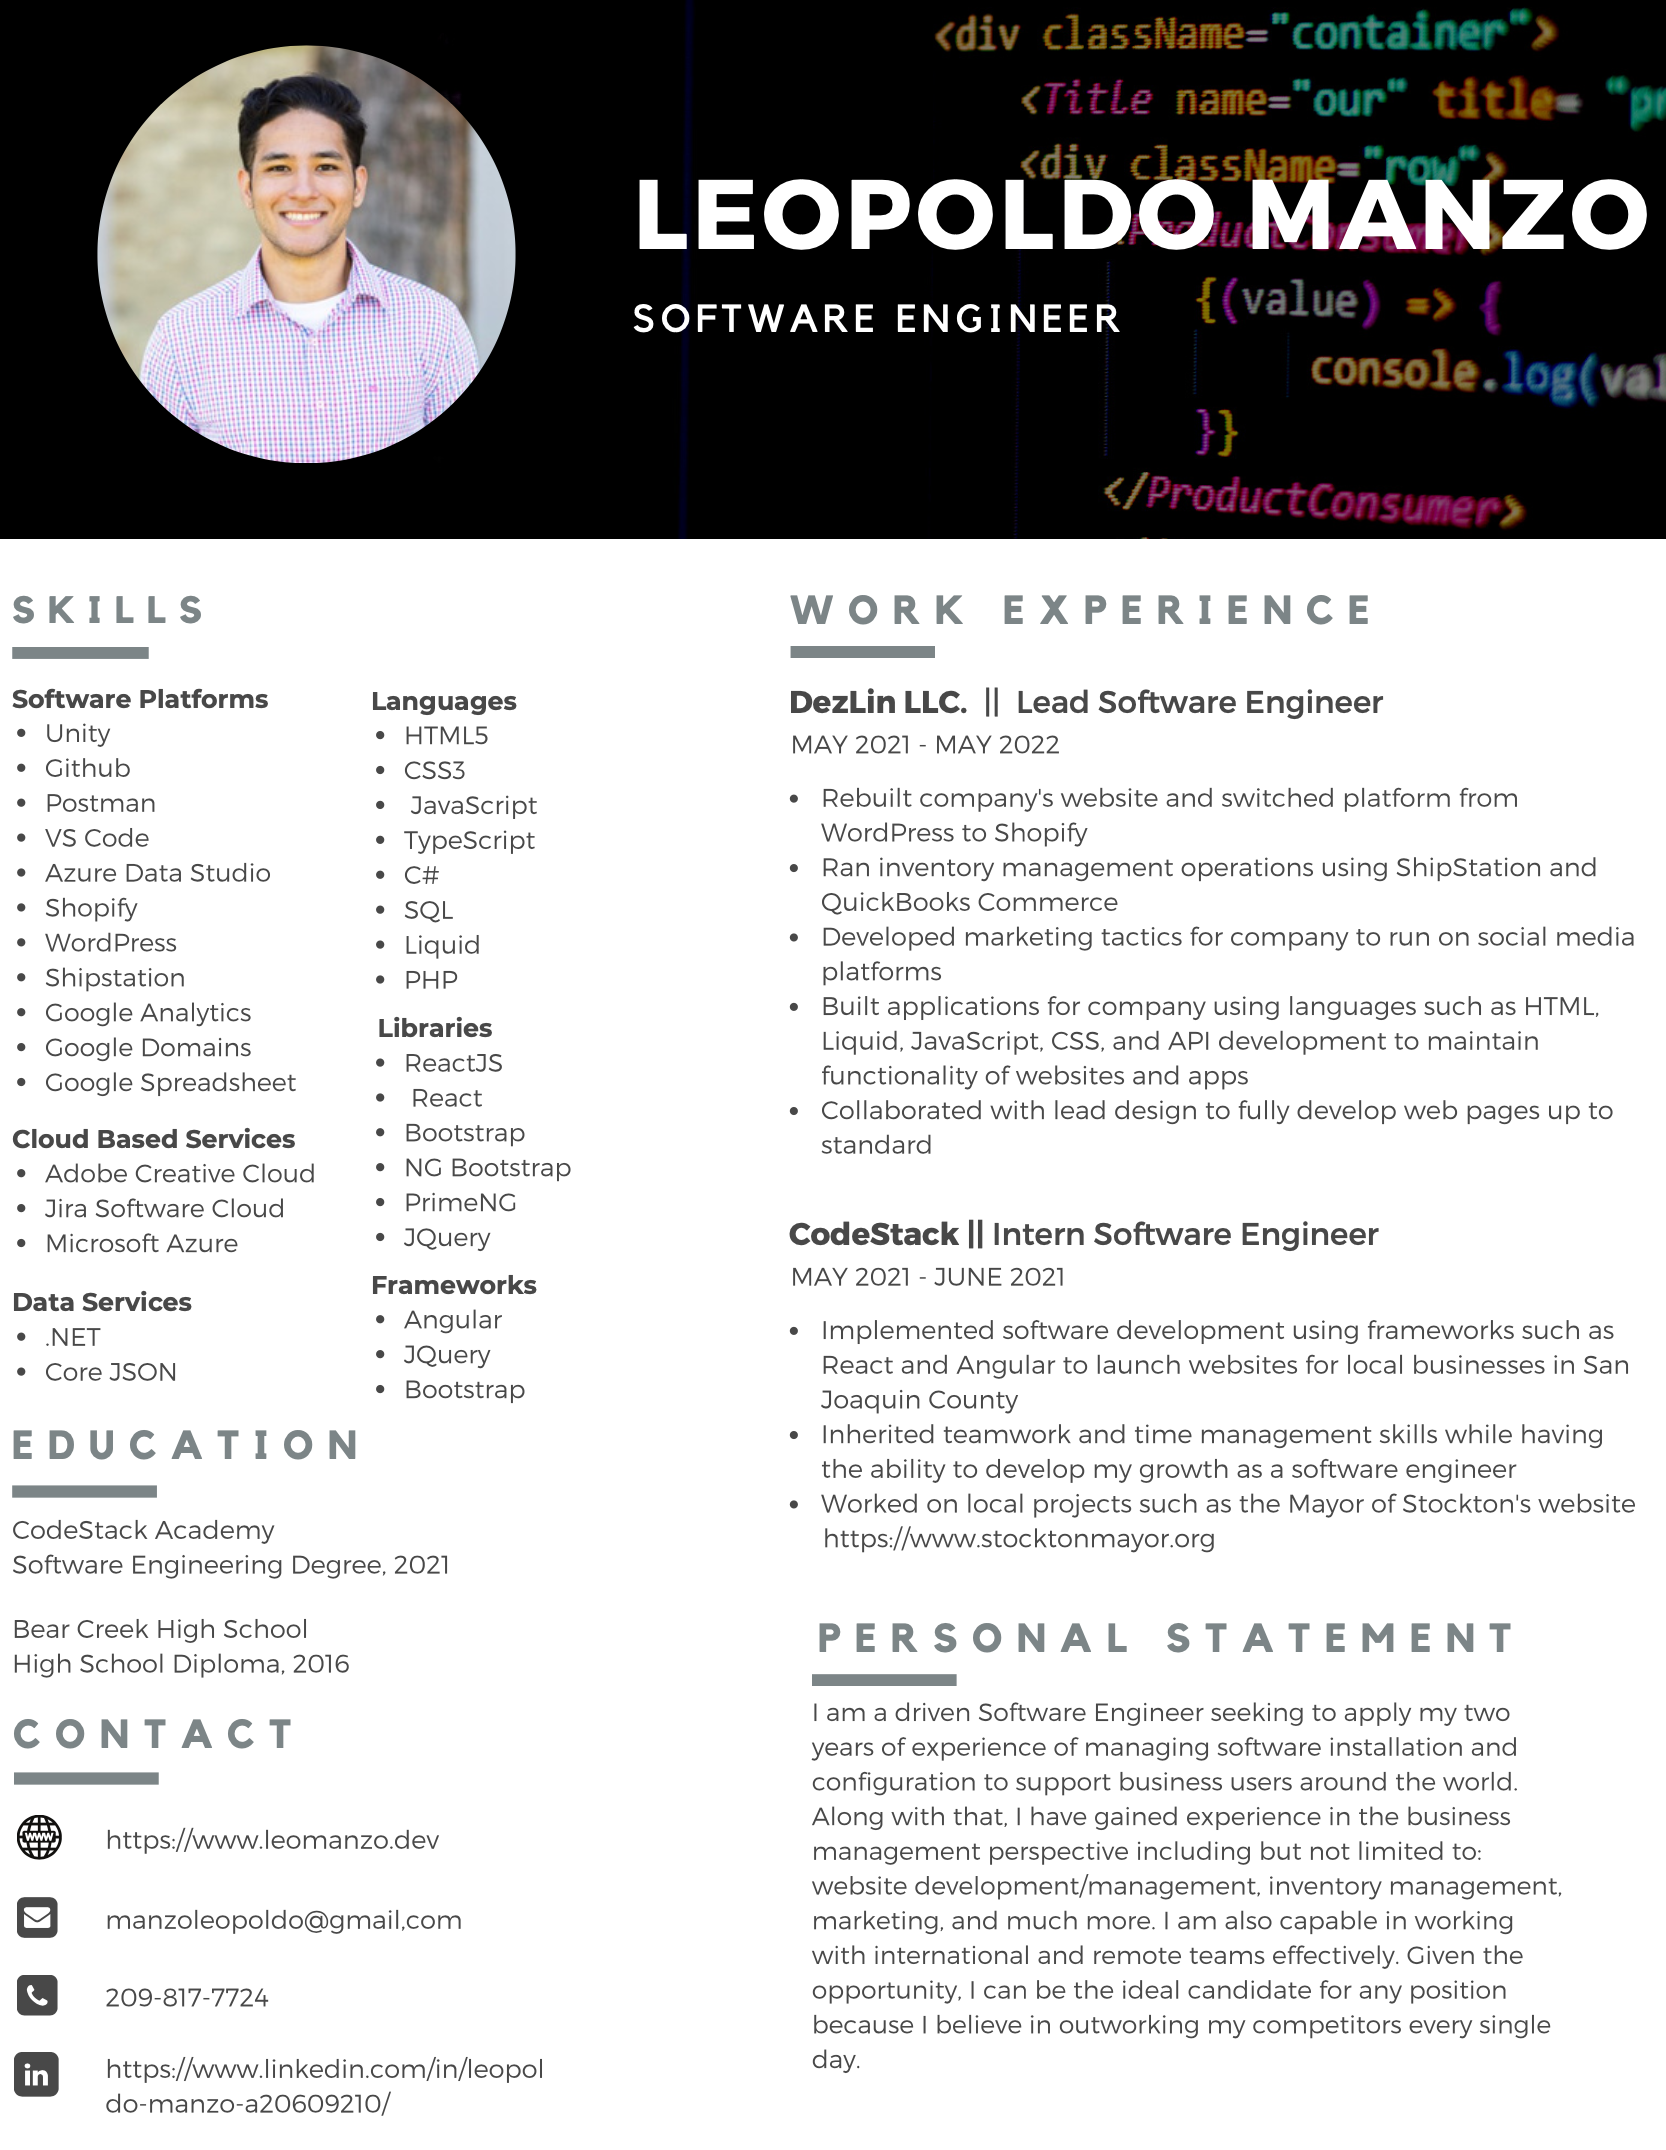 <div className="container">
<Title name="our" title= "pr
<div className="row">
LEOPOLDO MANZO
SOFTWARE ENGINEER
{(value) => {
console.log(val
}}
</ProductConsumer>
SKILLS
Software Platforms
• Unity
• Github
• Postman
• VS Code
• Azure Data Studio
• Shopify
• WordPress
• Shipstation
• Google Analytics
• Google Domains
• Google Spreadsheet
Cloud Based Services
• Adobe Creative Cloud
• Jira Software Cloud
• Microsoft Azure
Data Services
• .NET
• Core JSON
Languages
• HTML5
• CSS3
• JavaScript
• TypeScript
• C#
• SQL
• Liquid
• PHP
Libraries
• ReactJS
• React
• Bootstrap
• NG Bootstrap
• PrimeNG
• JQuery
Frameworks
• Angular
• JQuery
• Bootstrap
EDUCATION
CodeStack Academy
Software Engineering Degree, 2021
Bear Creek High School
High School Diploma, 2016
CONTACT
www
https://www.leomanzo.dev
manzoleopoldo@gmail,com
209-817-7724
in
https://www.linkedin.com/in/leopol
do-manzo-a20609210/
WORK EXPERIENCE
DezLin LLC. || Lead Software Engineer
MAY 2021 - MAY 2022
• Rebuilt company's website and switched platform from
WordPress to Shopify
• Ran inventory management operations using ShipStation and
QuickBooks Commerce
• Developed marketing tactics for company to run on social media
platforms
• Built applications for company using languages such as HTML,
Liquid, JavaScript, CSS, and API development to maintain
functionality of websites and apps
• Collaborated with lead design to fully develop web pages up to
standard
CodeStack || Intern Software Engineer
MAY 2021 - JUNE 2021
• Implemented software development using frameworks such as
React and Angular to launch websites for local businesses in San
Joaquin County
• Inherited teamwork and time management skills while having
the ability to develop my growth as a software engineer
• Worked on local projects such as the Mayor of Stockton's website
https://www.stocktonmayor.org
PERSONAL STATEMENT
I am a driven Software Engineer seeking to apply my two
years of experience of managing software installation and
configuration to support business users around the world.
Along with that, I have gained experience in the business
management perspective including but not limited to:
website development/management, inventory management,
marketing, and much more. I am also capable in working
with international and remote teams effectively. Given the
opportunity, I can be the ideal candidate for any position
because I believe in outworking my competitors every single
day.